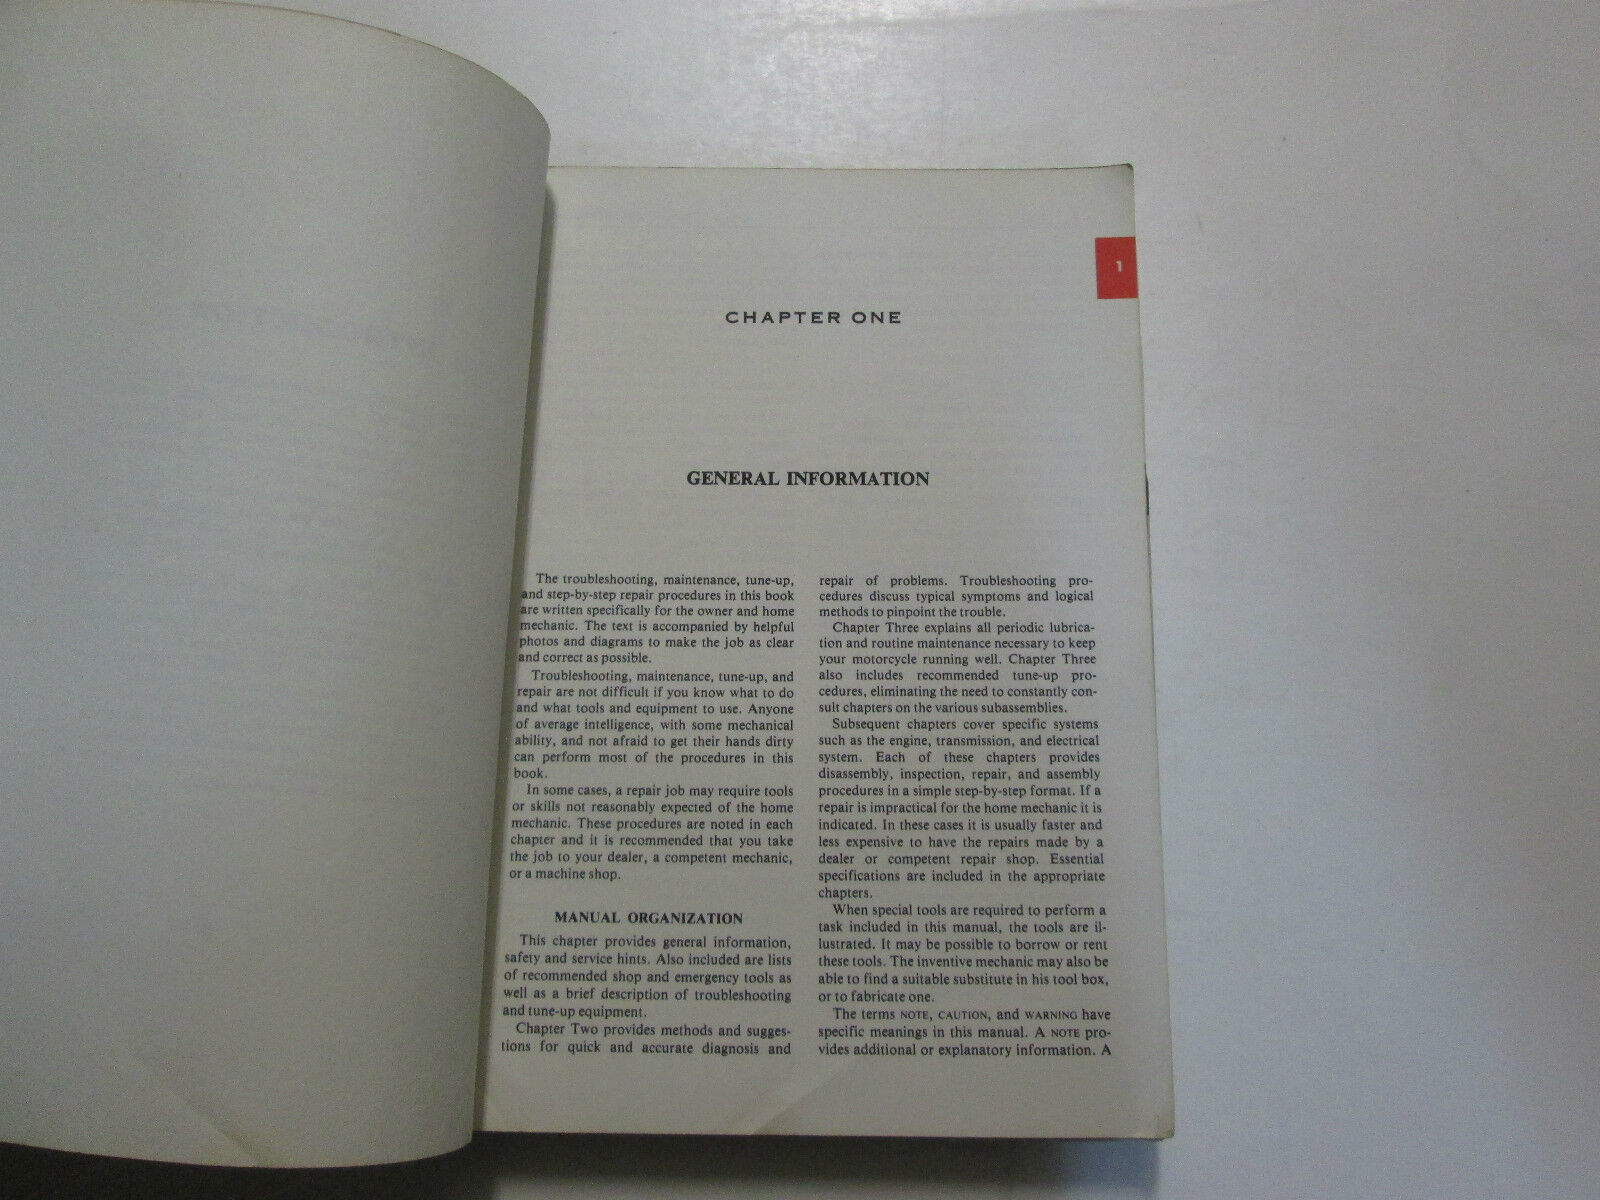 1
CHAPTER ONE
GENERAL INFORMATION
The troubleshooting, maintenance, tune-up,
and step-by-step repair procedures in this book
are written specifically for the owner and home
mechanic. The text is accompanied by helpful
photos and diagrams to make the job as clear
and correct as possible.
Troubleshooting, maintenance, tune-up, and
repair are not difficult if you know what to do
and what tools and equipment to use. Anyone
of average intelligence, with some mechanical
ability, and not afraid to get their hands dirty
can perform most of the procedures in this
book.
In some cases, a repair job may require tools
or skills not reasonably expected of the home
mechanic. These procedures are noted in each
chapter and it is recommended that you take
the job to your dealer, a competent mechanic,
or a machine shop.
MANUAL ORGANIZATION
This chapter provides general information,
safety and service hints. Also included are lists
of recommended shop and emergency tools as
well as a brief description of troubleshooting
and tune-up equipment.
Chapter Two provides methods and sugges-
tions for quick and accurate diagnosis and
repair of problems. Troubleshooting pro-
cedures discuss typical symptoms and logical
methods to pinpoint the trouble.
Chapter Three explains all periodic lubrica-
tion and routine maintenance necessary to keep
your motorcycle running well. Chapter Three
also includes recommended tune-up pro-
cedures, eliminating the need to constantly con-
sult chapters on the various subassemblies.
Subsequent chapters cover specific systems
such as the engine, transmission, and electrical
system. Each of these chapters provides
disassembly, inspection, repair, and assembly
procedures in a simple step-by-step format. If a
repair is impractical for the home mechanic it is
indicated. In these cases it is usually faster and
less expensive to have the repairs made by a
dealer or competent repair shop. Essential
specifications are included in the appropriate
chapters.
When special tools are required to perform a
task included in this manual, the tools are il-
lustrated. It may be possible to borrow or rent
these tools. The inventive mechanic may also be
able to find a suitable substitute in his tool box,
or to fabricate one.
The terms NOTE, CAUTION, and WARNING have
specific meanings in this manual. A NOTE pro-
vides additional or explanatory information. A